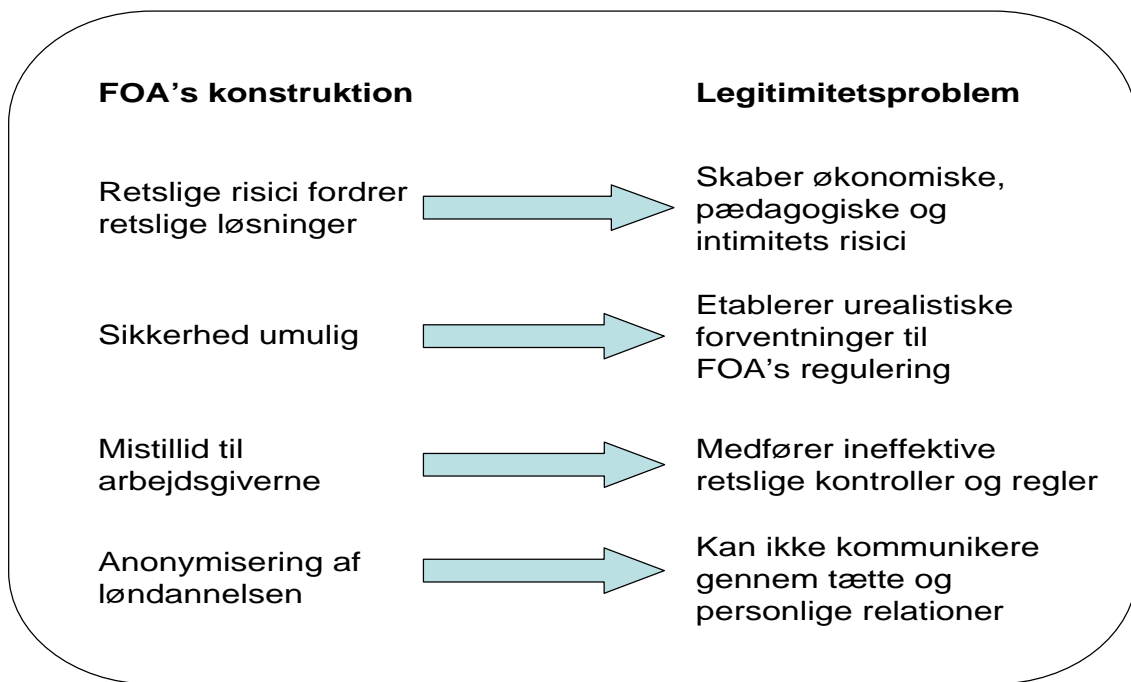 FOA's konstruktion
Legitimitetsproblem
Retslige risici fordrer
retslige løsninger
Skaber økonomiske,
pædagogiske og
intimitets risici
Sikkerhed umulig
Etablerer urealistiske
forventninger til
FOA's regulering
Mistillid til
arbejdsgiverne
Medfører ineffektive
retslige kontroller og regler
Anonymisering af
løndannelsen
Kan ikke kommunikere
gennem tætte og
personlige relationer